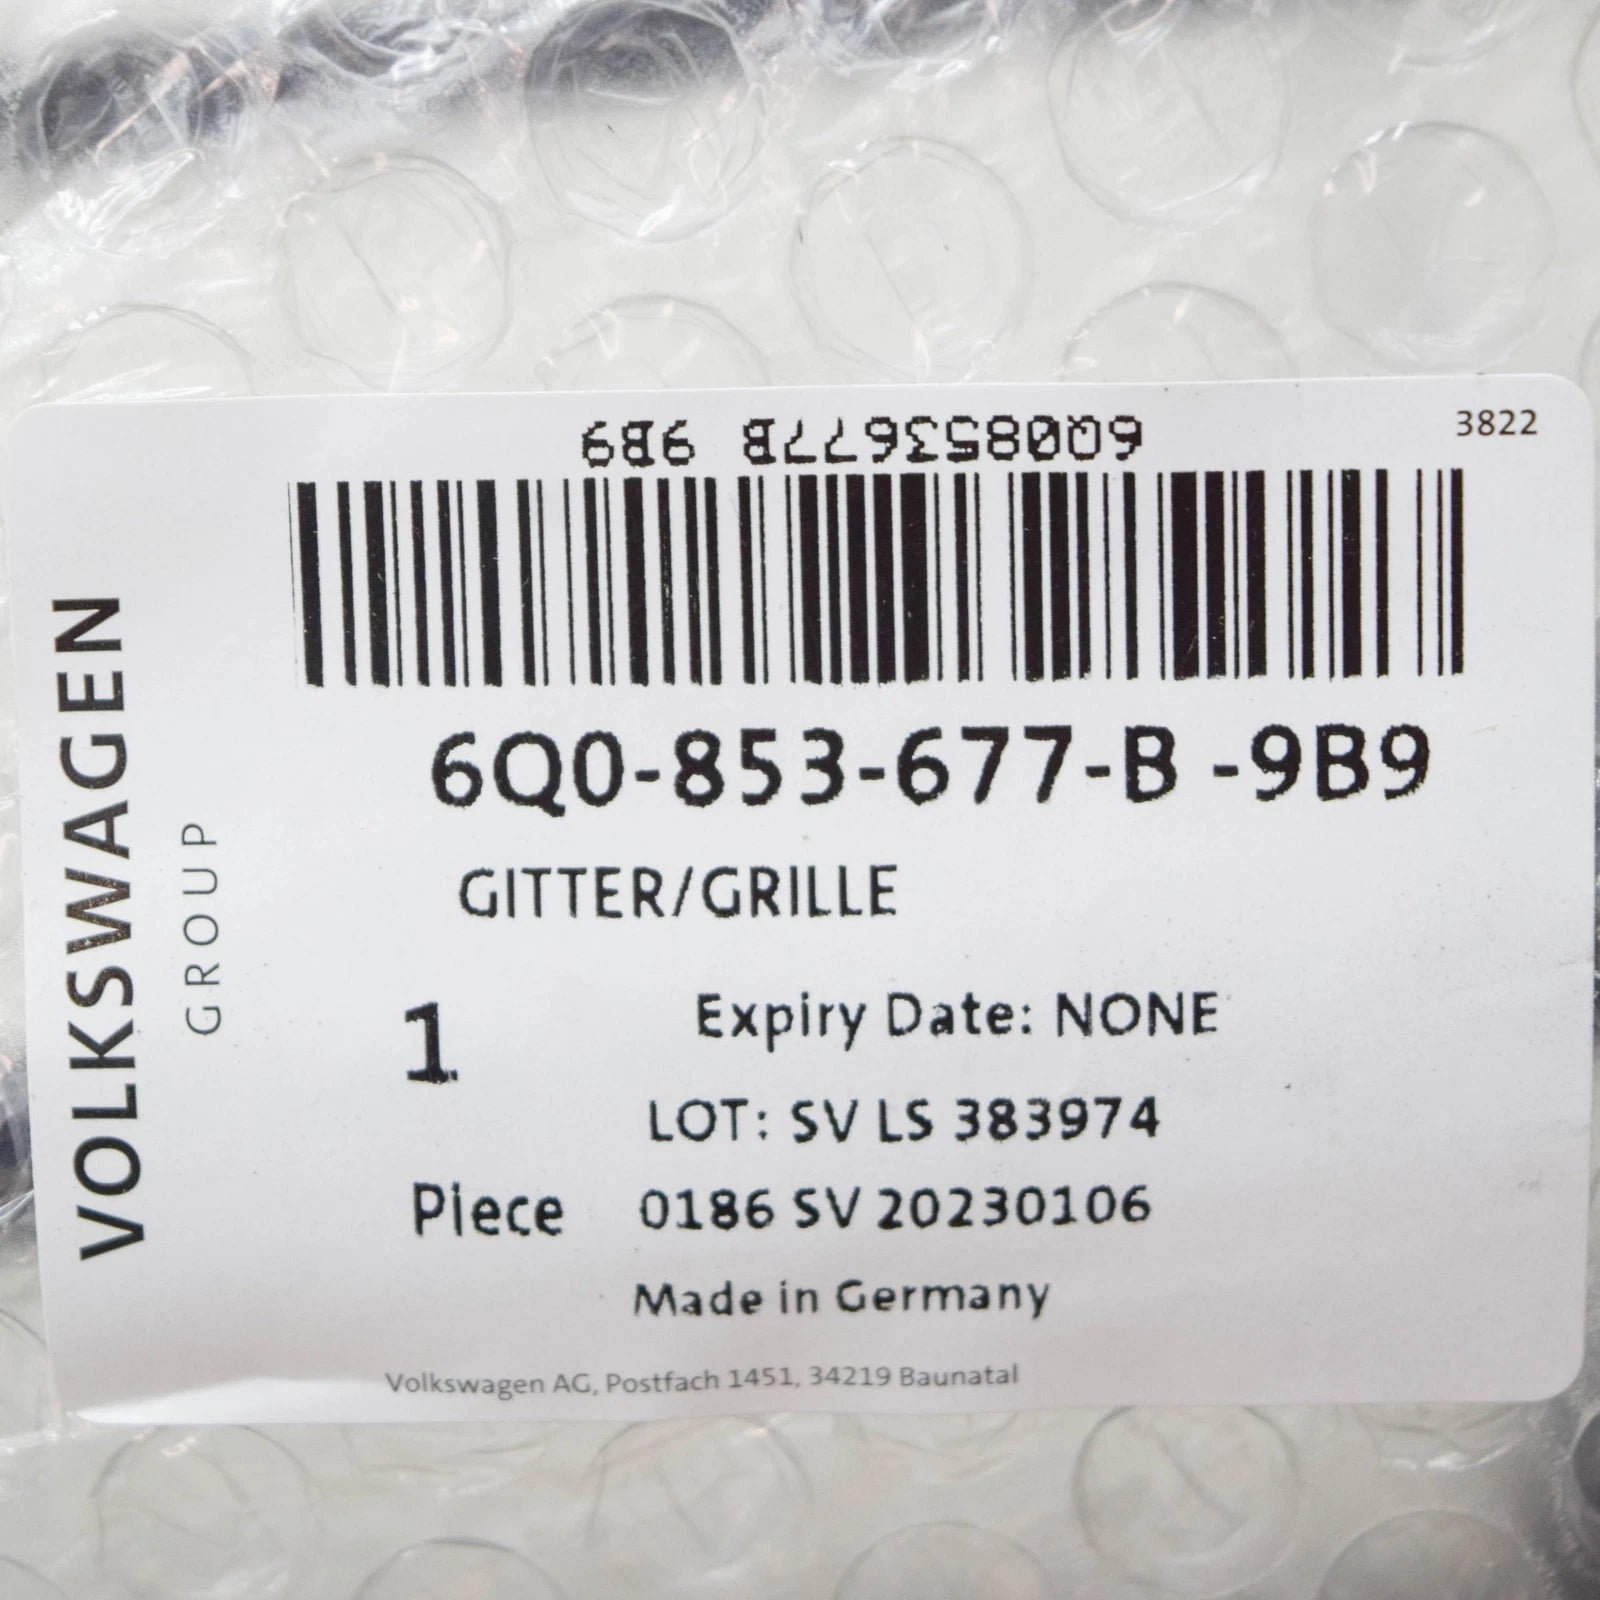 3822
6Q0853677B 9B9
6Q0-853-677-B -9B9
GITTER/GRILLE
1
Expiry Date: NONE
LOT: SV LS 383974
Piece 0186 SV 20230106
Made in Germany
Volkswagen AG, Postfach 1451, 34219 Baunatal
VOLKSWAGEN
GROUP